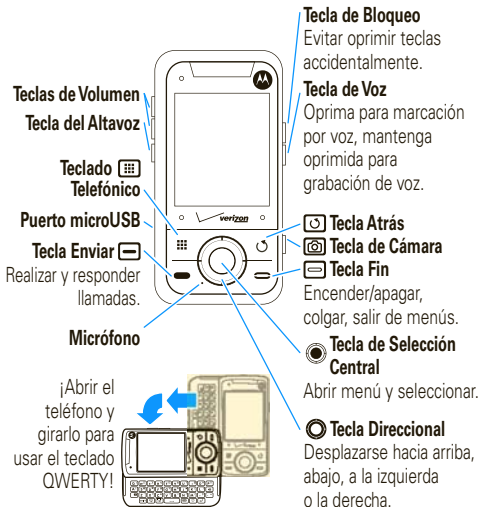 Teclas de Volumen
Tecla del Altavoz
Teclado
Telefónico
Puerto microUSB
Tecla Enviar
Realizar y responder
llamadas.
Micrófono
¡Abrir el
teléfono y
girarlo para
usar el teclado
QWERTY!
verizon
Tecla de Bloqueo
Evitar oprimir teclas
accidentalmente.
Tecla de Voz
Oprima para marcación
por voz, mantenga
oprimida para
grabación de voz.
Tecla Atrás
Tecla de Cámara
Tecla Fin
Encender/apagar,
colgar, salir de menús.
Tecla de Selección
Central
Abrir menú y seleccionar.
Tecla Direccional
Desplazarse hacia arriba,
abajo, a la izquierda
o la derecha.